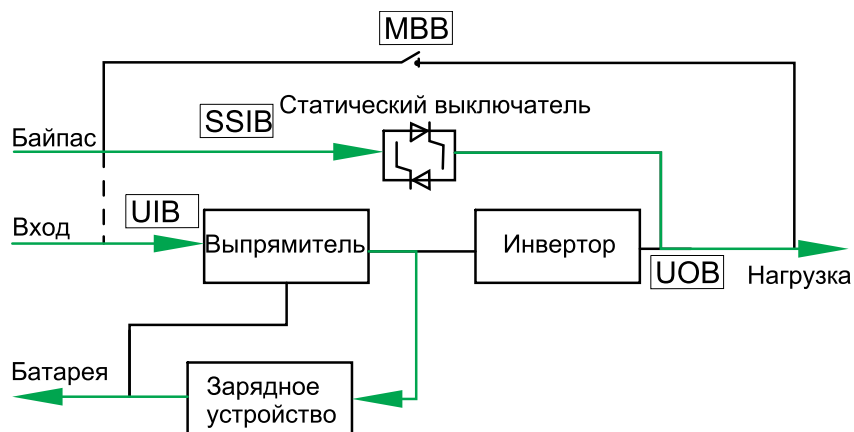 MBB
Статический выключатель
SSIB
Байпас
UIB
Вход
Выпрямитель
Инвертор
UOB
Нагрузка
Батарея
Зарядное
устройство